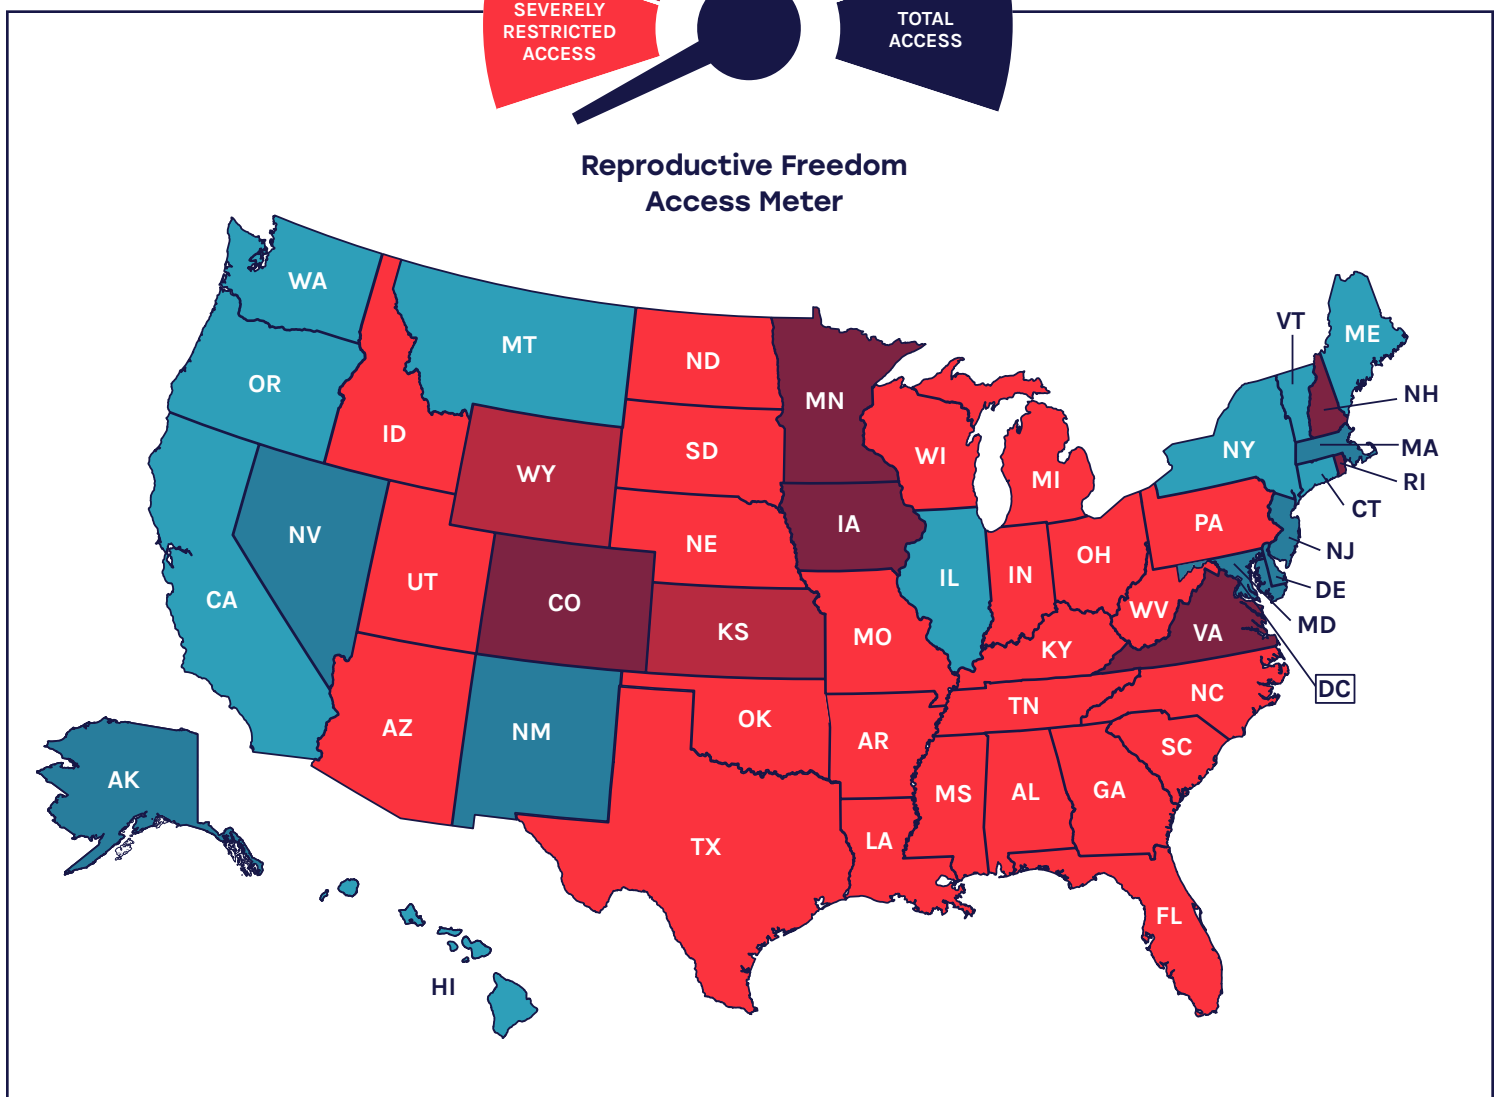 SEVERELY
RESTRICTED
ACCESS
TOTAL
ACCESS
Reproductive Freedom
Access Meter
WA
MT
ND
MN
VT
ME
OR
ID
SD
WI
MI
NY
NH
MA
RI
CT
WY
NE
IA
PA
NJ
NV
UT
CO
KS
IL
IN
OH
DE
MD
CA
MO
KY
WV
VA
DC
AZ
NM
OK
AR
TN
NC
SC
AK
TX
LA
MS
AL
GA
FL
HI